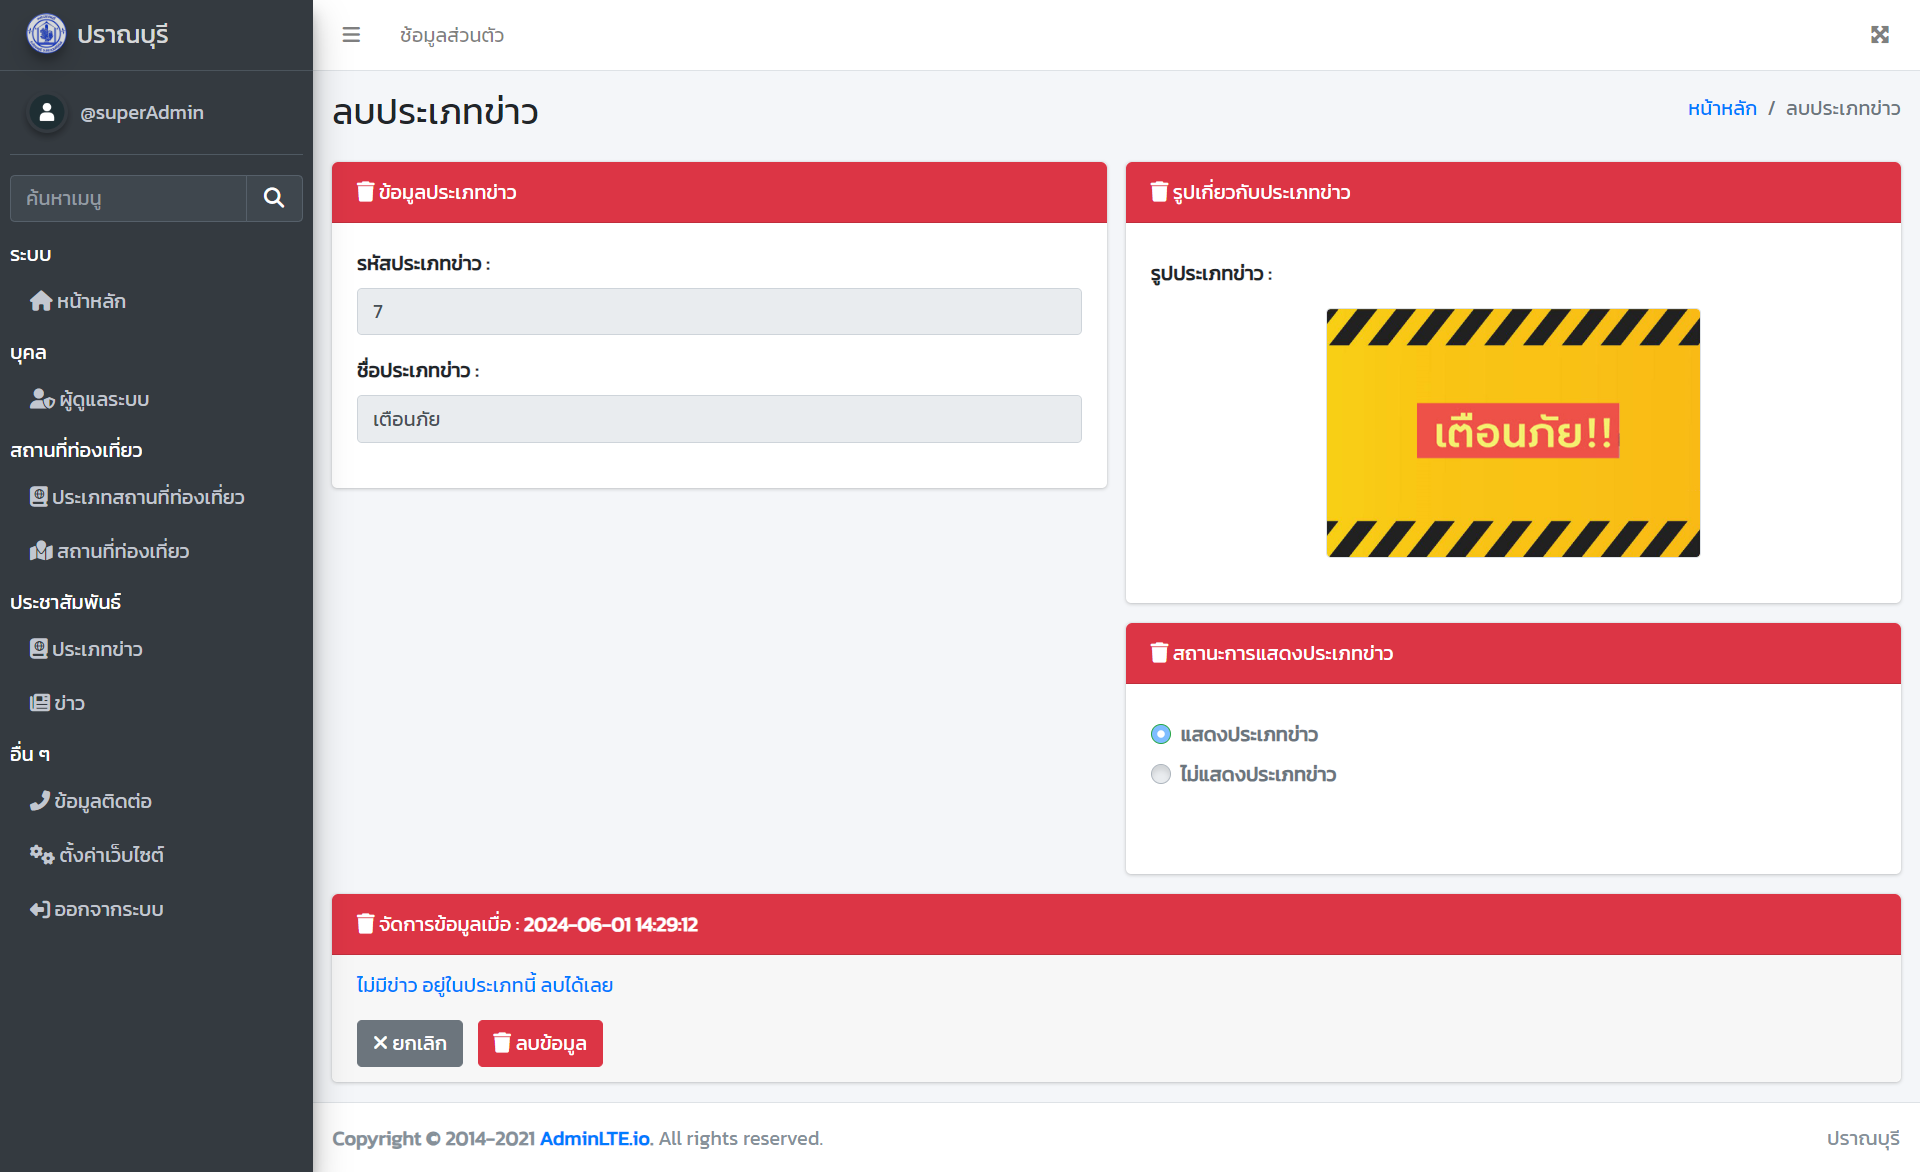 ปราณบุรี
ช้อมูลส่วนตัว
@superAdmin
ค้นหาเมนู
ระบบ
หน้าหลัก
บุคล
ผู้ดูแลระบบ
สถานที่ท่องเที่ยว
ประเภทสถานที่ท่องเที่ยว
สถานที่ท่องเที่ยว
ประชาสัมพันธ์
ประเภทข่าว
ข่าว
อื่น ๆ
ข้อมูลติดต่อ
ตั้งค่าเว็บไซต์
ออกจากระบบ
ลบประเภทข่าว
หน้าหลัก / ลบประเภทข่าว
ข้อมูลประเภทข่าว
รหัสประเภทข่าว :
7
ชื่อประเภทข่าว :
เตือนภัย
รูปเกี่ยวกับประเภทข่าว
รูปประเภทข่าว :
เตือนภัย!!
สถานะการแสดงประเภทข่าว
แสดงประเภทข่าว
ไม่แสดงประเภทข่าว
จัดการข้อมูลเมื่อ : 2024-06-01 14:29:12
ไม่มีข่าว อยู่ในประเภทนี้ ลบได้เลย
ยกเลิก
ลบข้อมูล
Copyright © 2014-2021 AdminLTE.io. All rights reserved.
ปราณบุรี